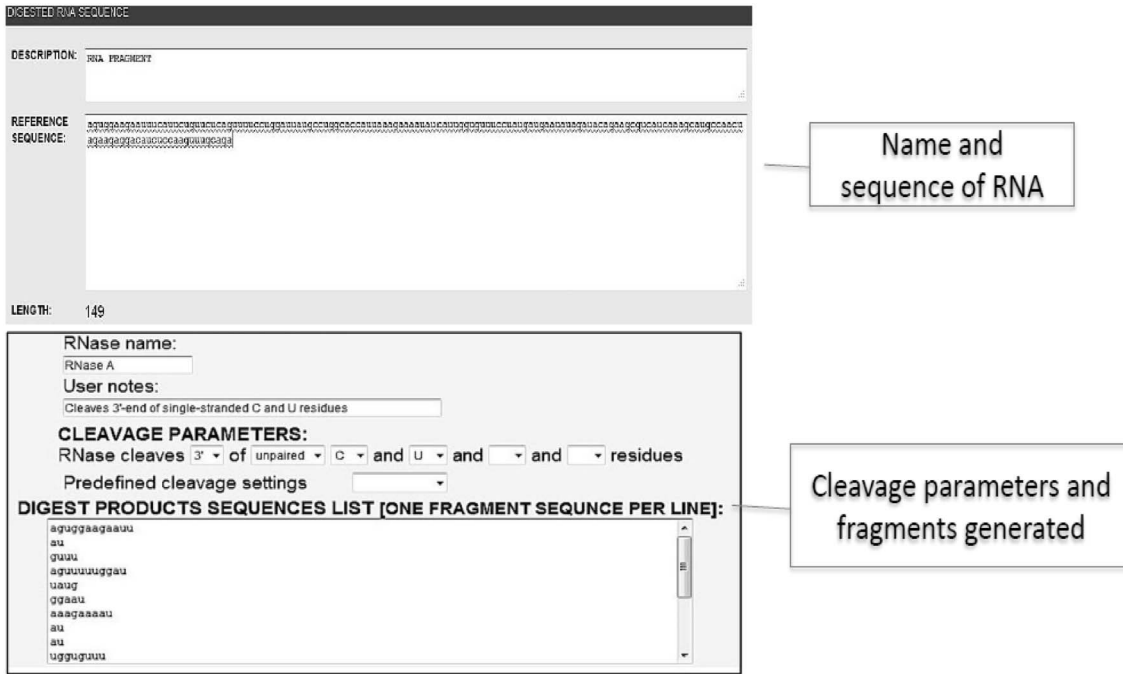 DIGESTED RNA SEQUENCE
DESCRIPTION:
RNA FRAGMENT
REFERENCE
SEQUENCE:
agaagaggacaucuccaaguuugcaga
LENGTH: 149
Name and
sequence of RNA
RNase name:
RNase A
User notes:
Cleaves 3'-end of single-stranded C and U residues
CLEAVAGE PARAMETERS:
RNase cleaves 3' of unpaired C and U and and residues
Predefined cleavage settings
DIGEST PRODUCTS SEQUENCES LIST [ONE FRAGMENT SEQUNCE PER LINE]:
aguggaagaauu
au
guuu
aguuuuuggau
uaug
ggaau
aaagaaaau
au
au
ugguguuu
Cleavage parameters and
fragments generated